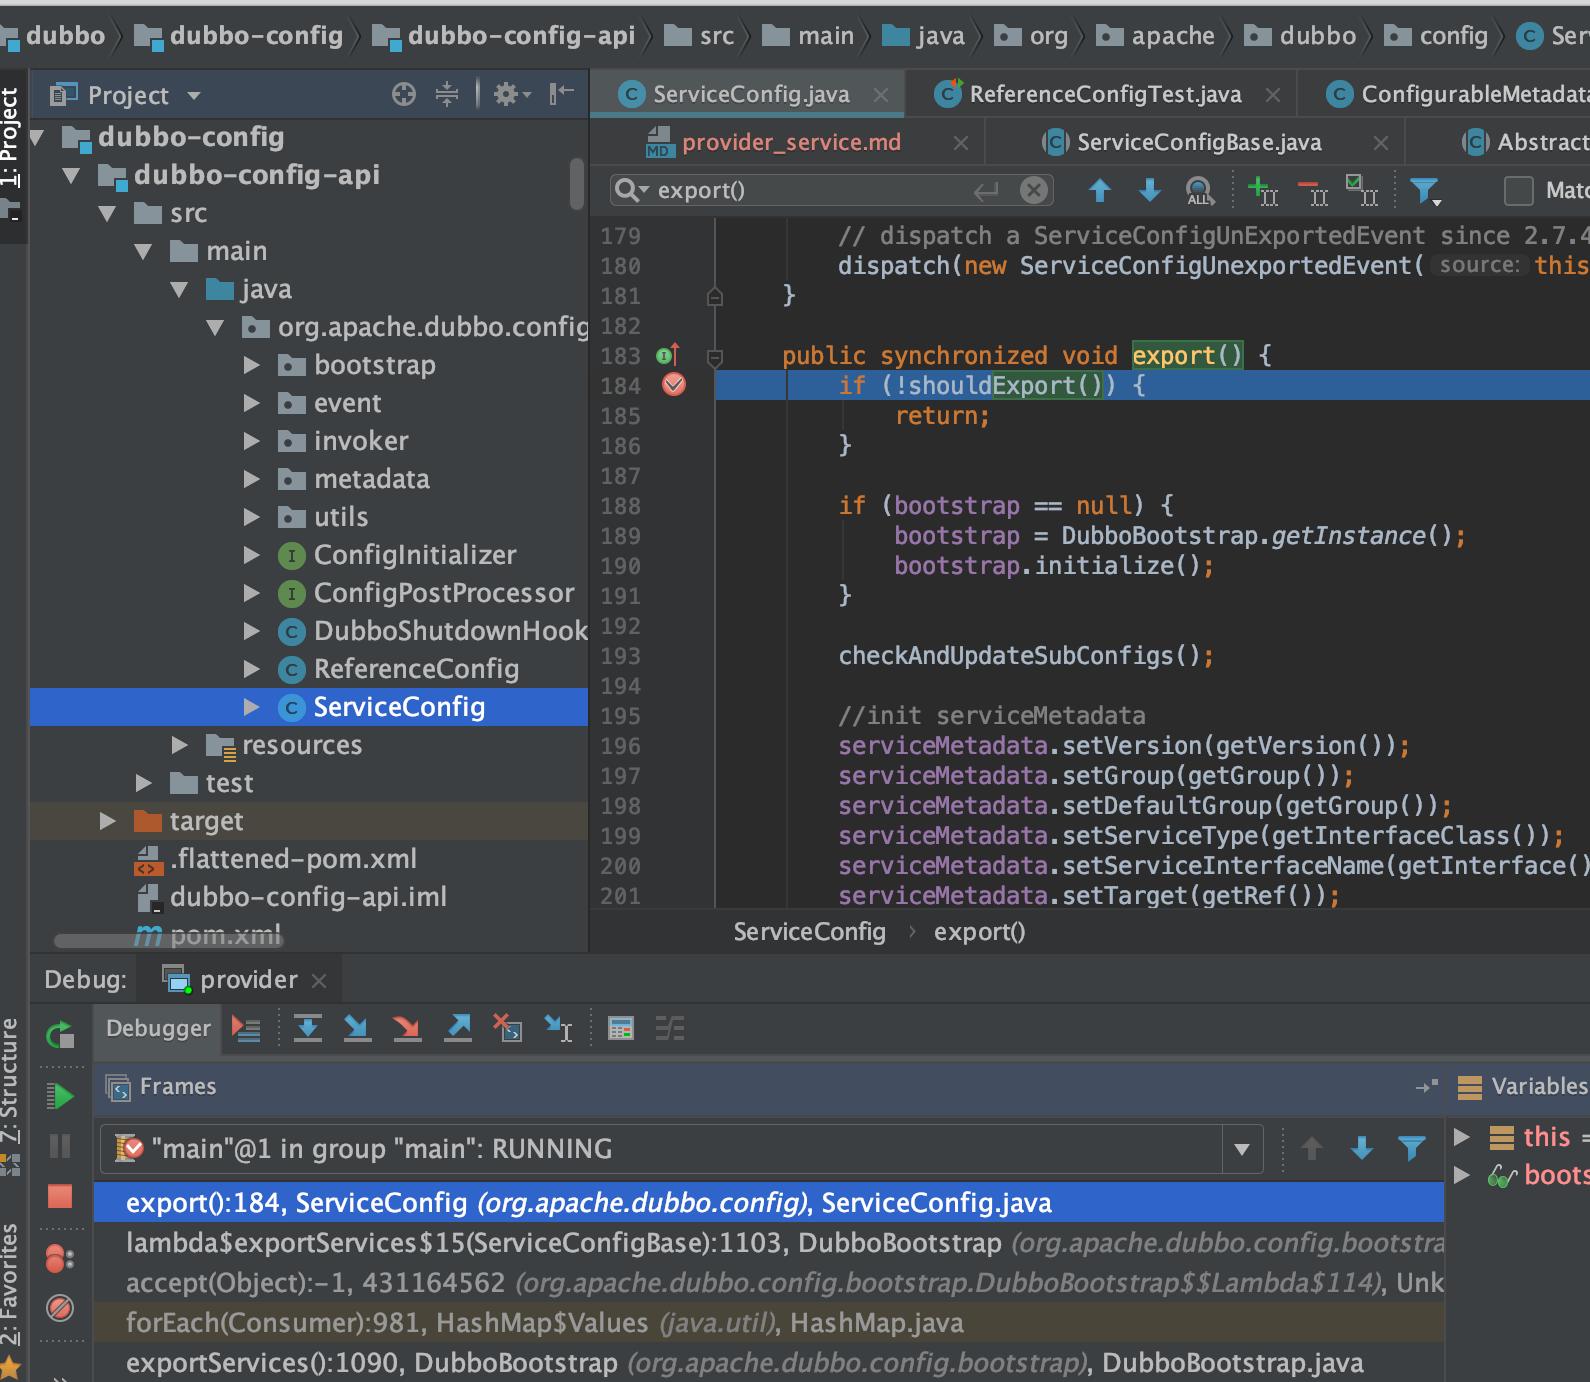 dubbo dubbo-config dubbo-config-api src main java org apache dubbo config
Project
ServiceConfig.java ReferenceConfigTest.java
provider_service.md ServiceConfigBase.java
export()
1: Project
7: Structure
2: Favorites
dubbo-config
dubbo-config-api
src
main
java
org.apache.dubbo.config
bootstrap
event
invoker
metadata
utils
ConfigInitializer
ConfigPostProcessor
DubboShutdownHook
ReferenceConfig
ServiceConfig
resources
test
target
.flattened-pom.xml
dubbo-config-api.iml
pom.xml
179 // dispatch a ServiceConfigUnExportedEvent since 2.7.4
180 dispatch(new ServiceConfigUnexportedEvent( source: this
181 }
182
183 public synchronized void export() {
184 if (!shouldExport()) {
185 return;
186 }
187
188 if (bootstrap == null) {
189 bootstrap = DubboBootstrap.getInstance();
190 bootstrap.initialize();
191 }
192
193 checkAndUpdateSubConfigs();
194
195 //init serviceMetadata
196 serviceMetadata.setVersion(getVersion());
197 serviceMetadata.setGroup(getGroup());
198 serviceMetadata.setDefaultGroup(getGroup());
199 serviceMetadata.setServiceType(getInterfaceClass());
200 serviceMetadata.setServiceInterfaceName(getInterface()
201 serviceMetadata.setTarget(getRef());
ServiceConfig › export()
Debug: provider
Debugger
Frames
Variables
"main"@1 in group "main": RUNNING
this =
export():184, ServiceConfig (org.apache.dubbo.config), ServiceConfig.java
lambda$exportServices$15(ServiceConfigBase):1103, DubboBootstrap (org.apache.dubbo.config.bootstra
accept(Object):-1, 431164562 (org.apache.dubbo.config.bootstrap.DubboBootstrap$$Lambda$114), Unk
forEach(Consumer):981, HashMap$Values (java.util), HashMap.java
exportServices():1090, DubboBootstrap (org.apache.dubbo.config.bootstrap), DubboBootstrap.java